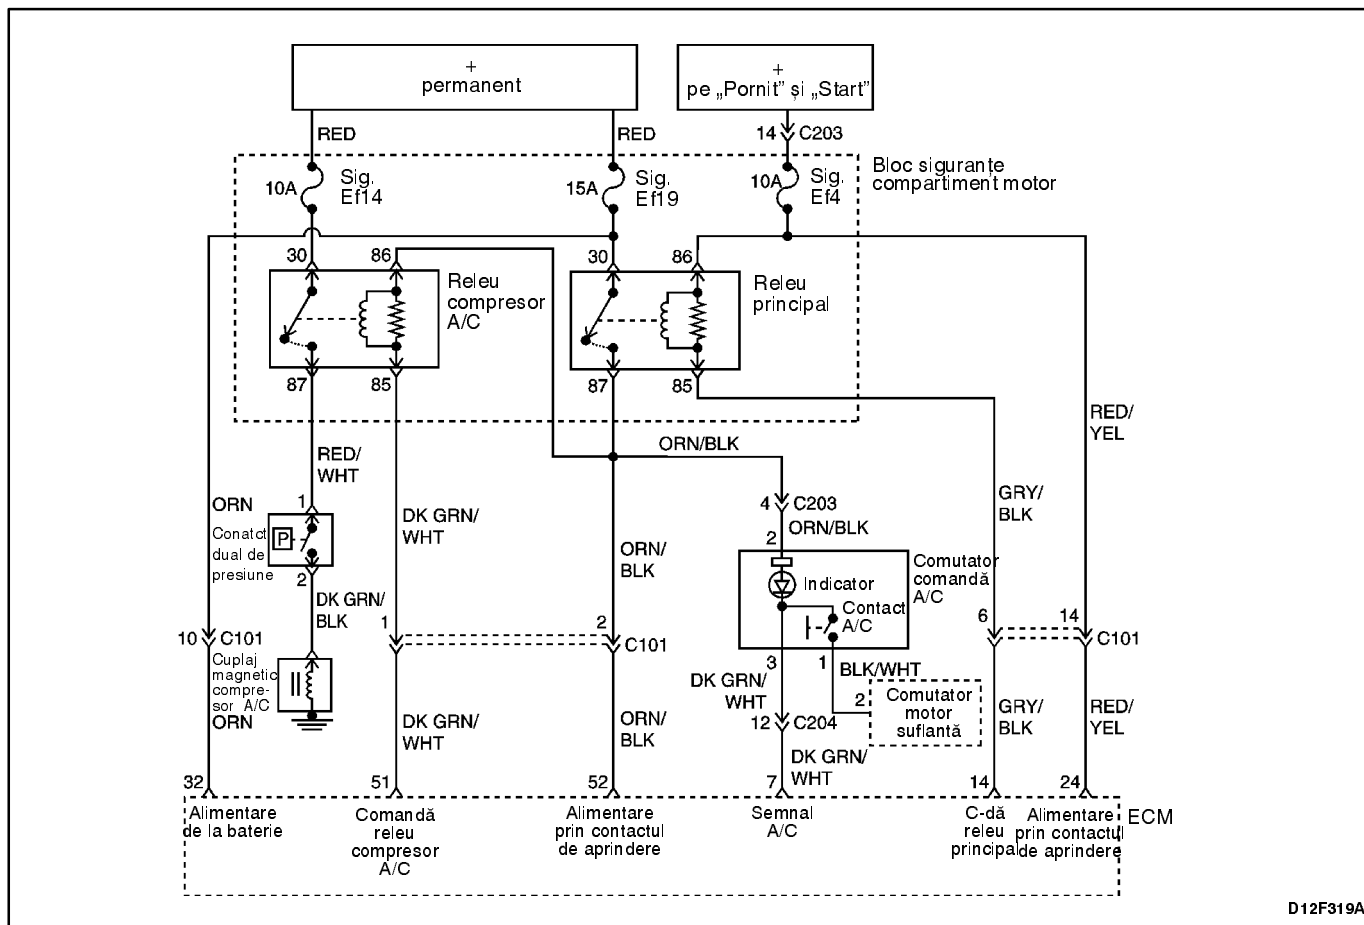 +
permanent
+
pe „Pornit” și „Start”
RED
RED
14 C203
Bloc siguranțe
compartiment motor
10A
Sig.
Ef14
15A
Sig.
Ef19
10A
Sig.
Ef4
30
86
30
86
Releu
compresor
A/C
Releu
principal
87
85
87
85
RED/
WHT
ORN/BLK
RED/
YEL
ORN
1
DK GRN/
WHT
4 C203
ORN/BLK
GRY/
BLK
Conatct
dual de
presiune
P
2
ORN/
BLK
2
Comutator
comandă
A/C
Indicator
Contact
A/C
DK GRN/
BLK
10 C101
1
2
C101
6
14
C101
Cuplaj
magnetic
compre-
sor A/C
ORN
3
1
BLK/WHT
DK GRN/
WHT
2
Comutator
motor
suflantă
12 C204
DK GRN/
WHT
ORN/
BLK
GRY/
BLK
RED/
YEL
DK GRN/
WHT
32
51
52
7
14
24
Alimentare
de la baterie
Comandă
releu
compresor
A/C
Alimentare
prin contactul
de aprindere
Semnal
A/C
C-dă
releu
principal
Alimentare
prin contactul
de aprindere
ECM
D12F319A